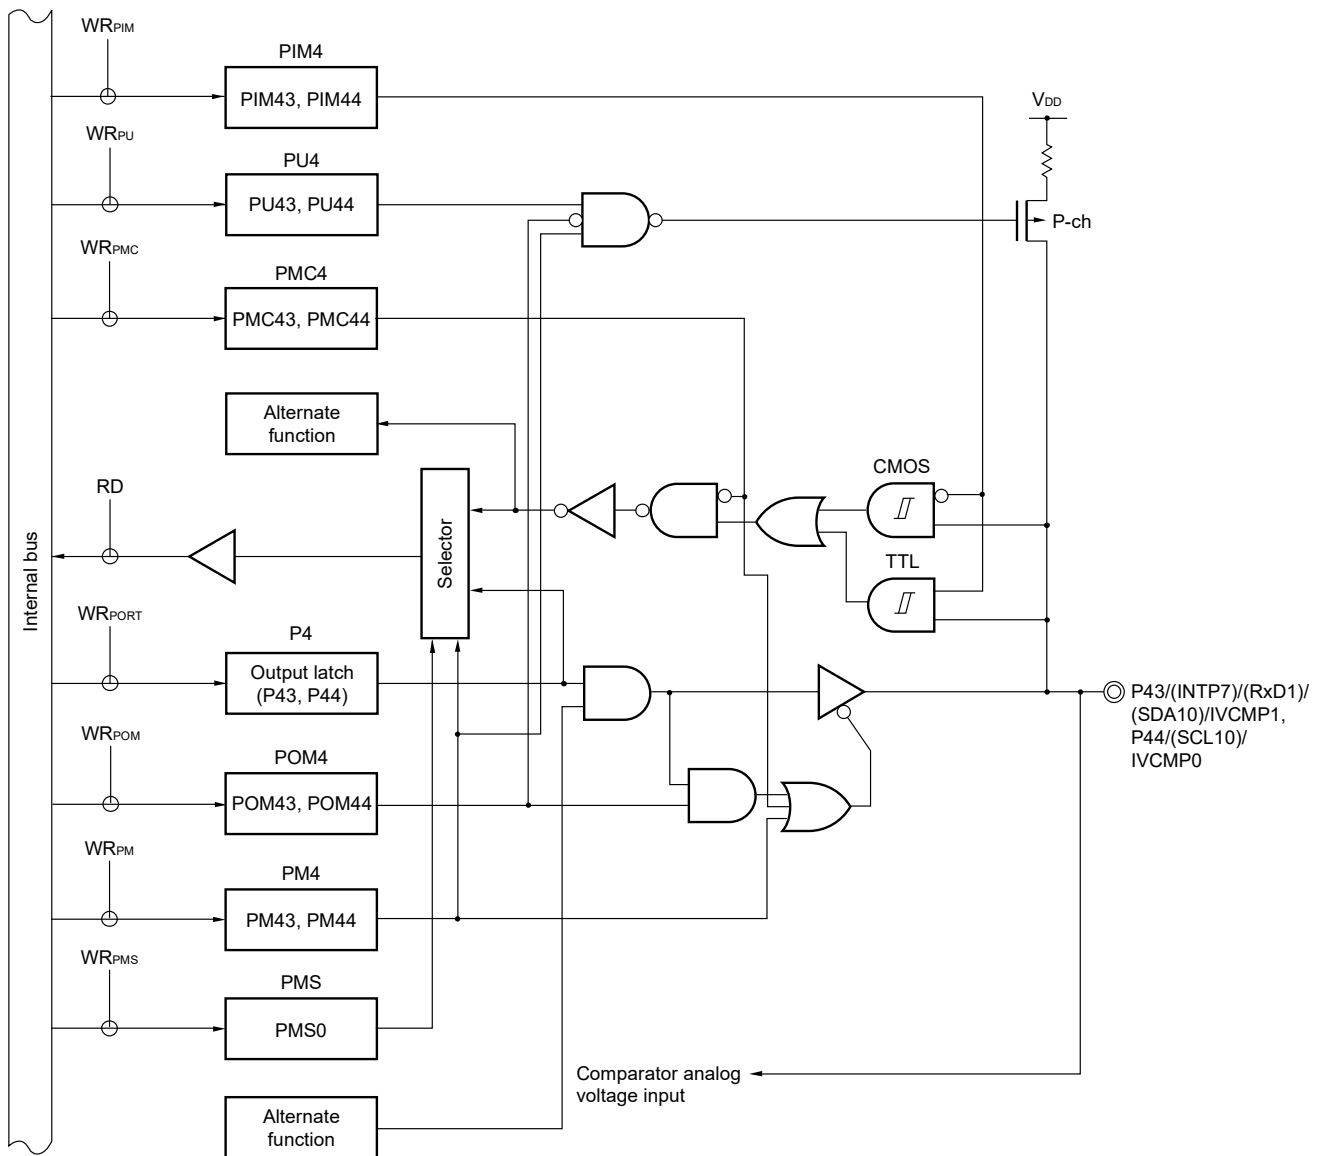 WRPIM
PIM4
PIM43, PIM44
VDD
WRPU
PU4
PU43, PU44
P-ch
WRPMC
PMC4
PMC43, PMC44
Alternate
function
CMOS
RD
Selector
Internal bus
TTL
WRPORT
P4
Output latch
(P43, P44)
P43/(INTP7)/(RxD1)/
(SDA10)/IVCMP1,
P44/(SCL10)/
IVCMP0
WRPOM
POM4
POM43, POM44
WRPM
PM4
PM43, PM44
WRPMS
PMS
PMS0
Comparator analog
voltage input
Alternate
function